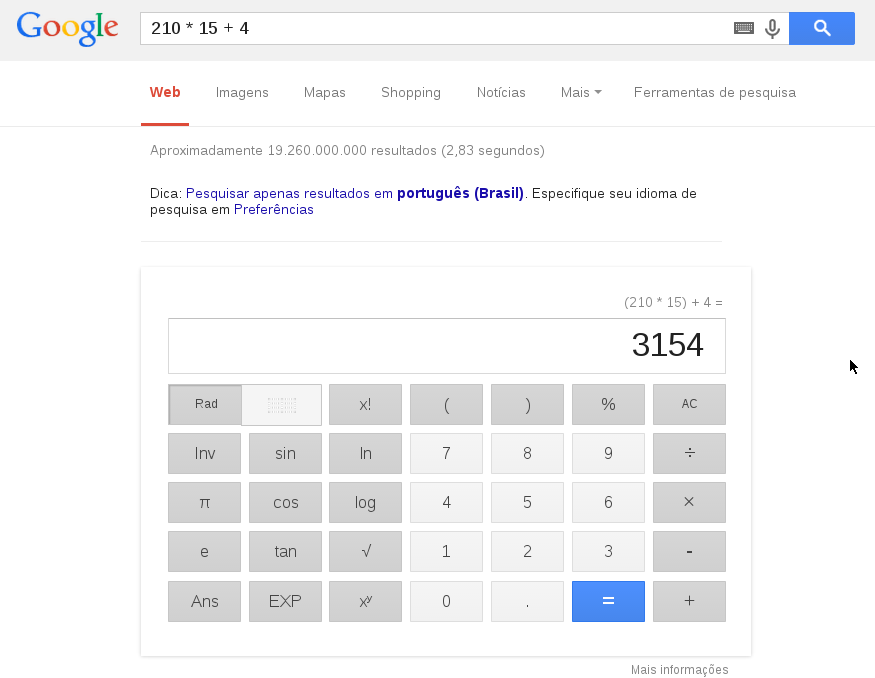 Google
210 * 15 + 4
Web Imagens Mapas Shopping Notícias Mais Ferramentas de pesquisa
Aproximadamente 19.260.000.000 resultados (2,83 segundos)
Dica: Pesquisar apenas resultados em português (Brasil). Especifique seu idioma de
pesquisa em Preferências
(210 * 15) + 4 =
3154
Rad x! ( ) % AC
Inv sin ln 7 8 9 ÷
π cos log 4 5 6 ×
e tan √ 1 2 3 -
Ans EXP xʸ 0 . = +
Mais informações